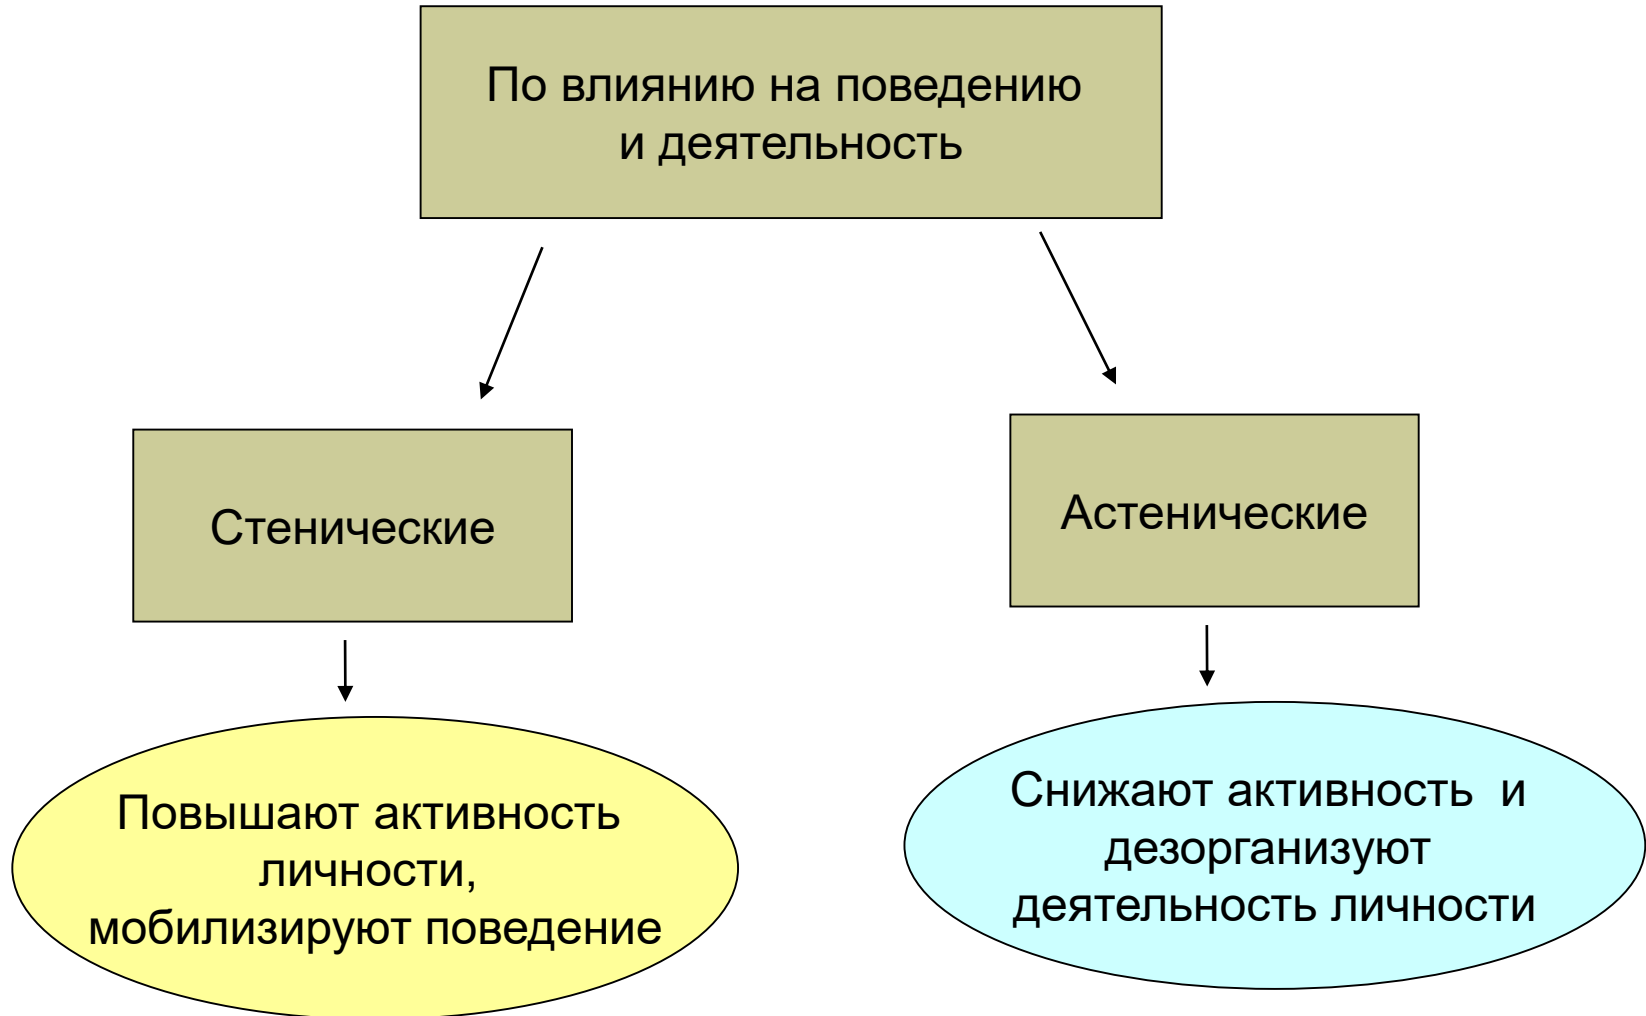 По влиянию на поведению
и деятельность
Стенические
Астенические
Повышают активность
личности,
мобилизируют поведение
Снижают активность и
дезорганизуют
деятельность личности